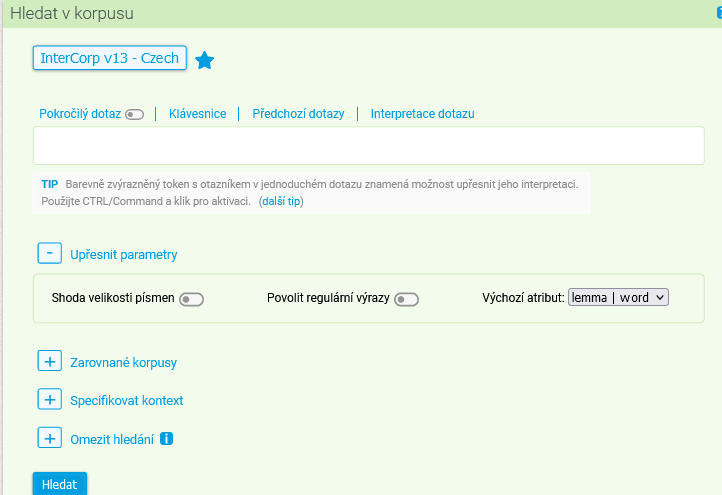 Hledat v korpusu
InterCorp v13 - Czech
Pokročilý dotaz | Klávesnice | Předchozí dotazy | Interpretace dotazu
TIP Barevně zvýrazněný token s otazníkem v jednoduchém dotazu znamená možnost upřesnit jeho interpretaci.
Použijte CTRL/Command a klik pro aktivaci. (další tip)
- Upřesnit parametry
Shoda velikosti písmen Povolit regulární výrazy Výchozí atribut: lemma | word
+ Zarovnané korpusy
+ Specifikovat kontext
+ Omezit hledání i
Hledat